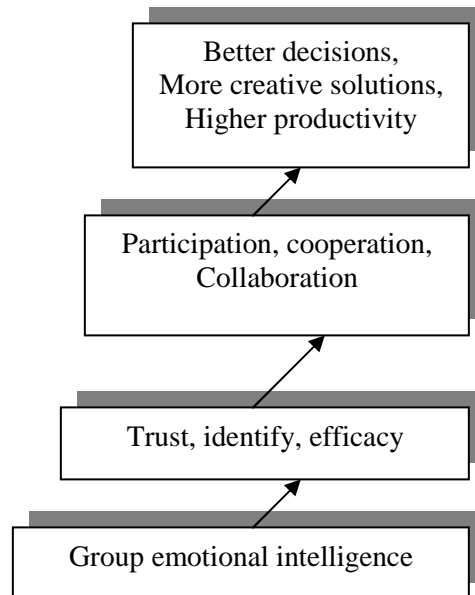 Better decisions,
More creative solutions,
Higher productivity
Participation, cooperation,
Collaboration
Trust, identify, efficacy
Group emotional intelligence